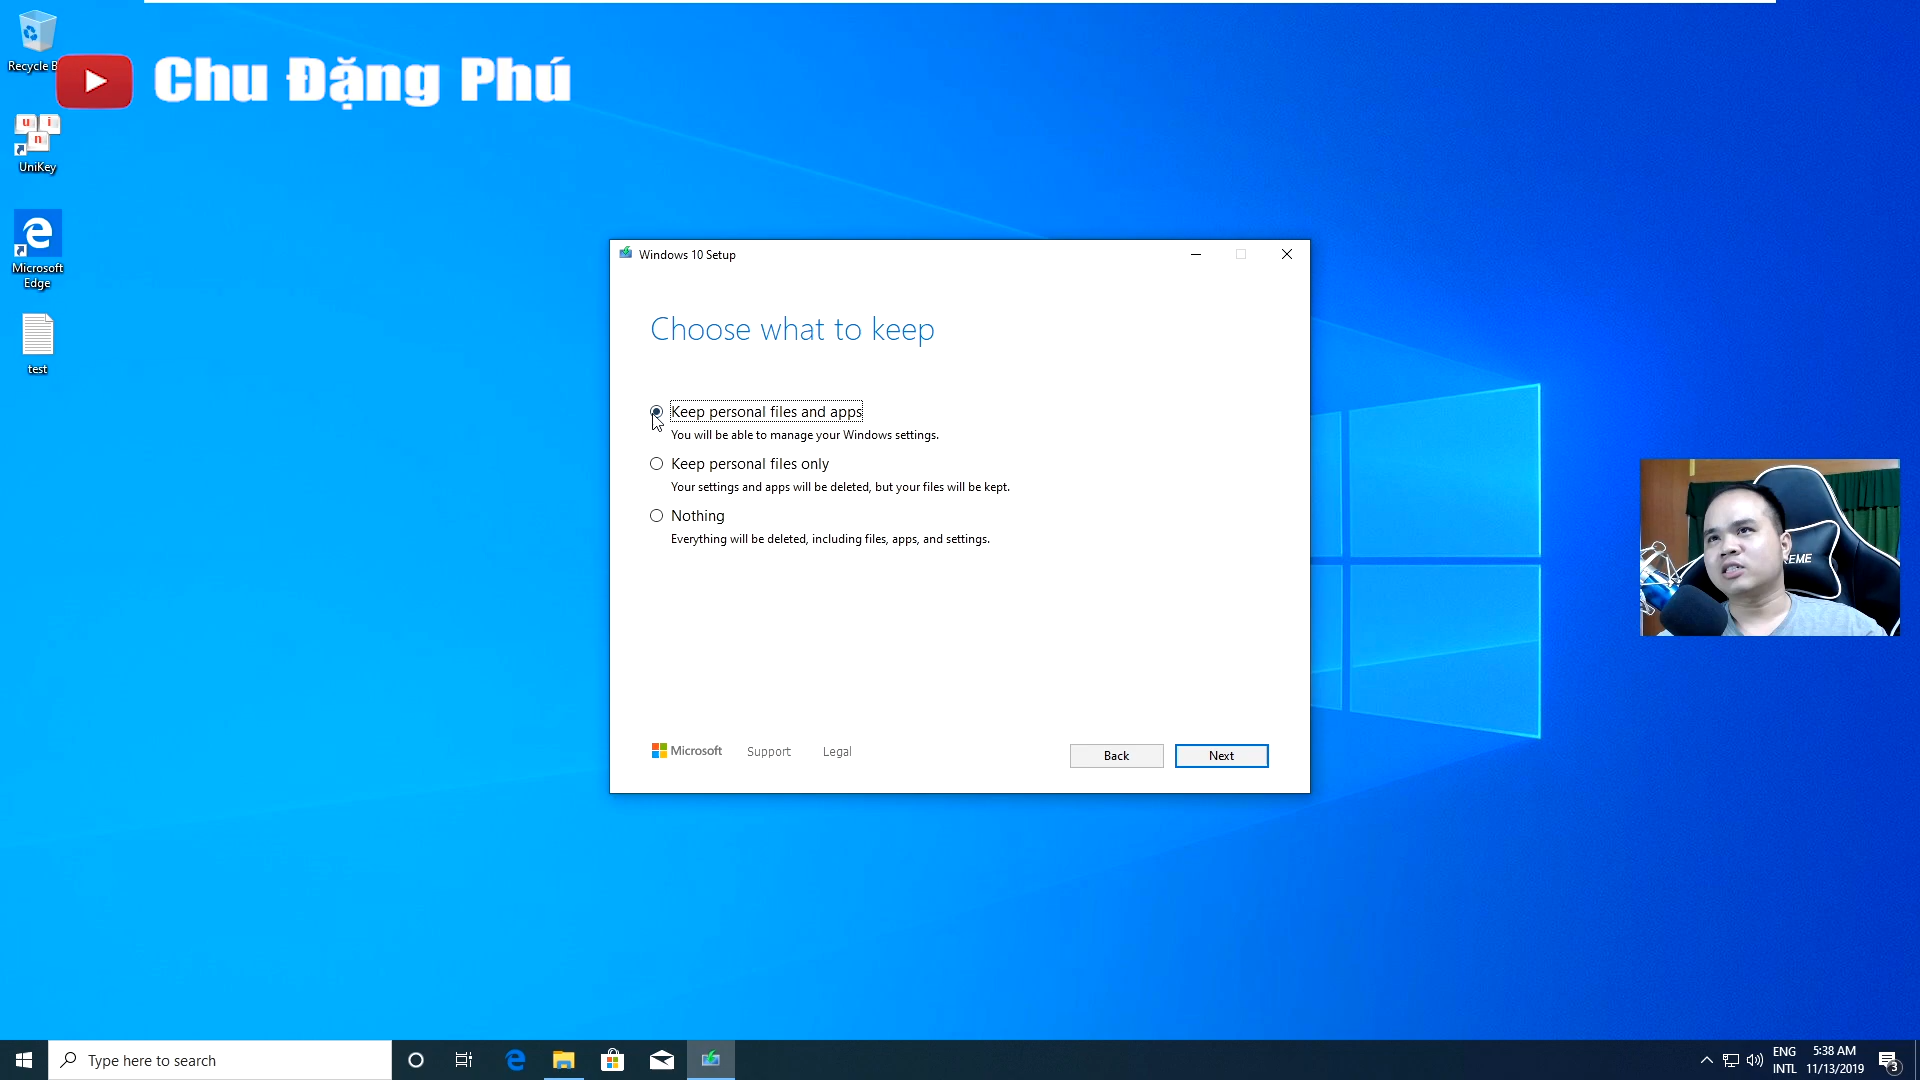 Recycle B
Chu Đặng Phú
u i
n
UniKey
Microsoft
Edge
test
Windows 10 Setup
Choose what to keep
Keep personal files and apps
You will be able to manage your Windows settings.
Keep personal files only
Your settings and apps will be deleted, but your files will be kept.
Nothing
Everything will be deleted, including files, apps, and settings.
Microsoft
Support
Legal
Back
Next
EME
Type here to search
ENG
INTL
5:38 AM
11/13/2019
3